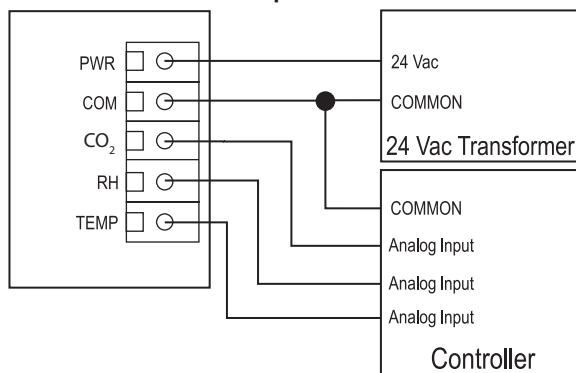 PWR
COM
CO₂
RH
TEMP
24 Vac
COMMON
24 Vac Transformer
COMMON
Analog Input
Analog Input
Analog Input
Controller